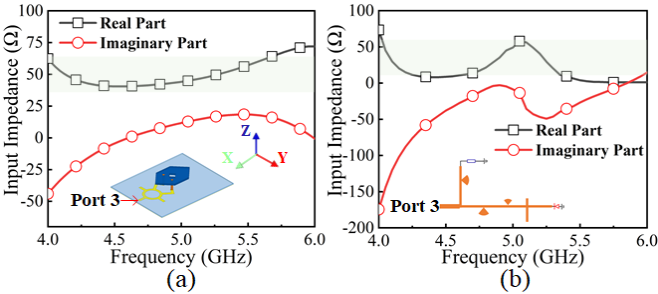 100
75
50
25
0
-25
-50
Input Impedance (Ω)
Real Part
Imaginary Part
Z
X
Y
Port 3
4.0 4.5 5.0 5.5 6.0
Frequency (GHz)
(a)
100
50
0
-50
-100
-150
-200
Input Impedance (Ω)
Real Part
Imaginary Part
Port 3
4.0 4.5 5.0 5.5 6.0
Frequency (GHz)
(b)